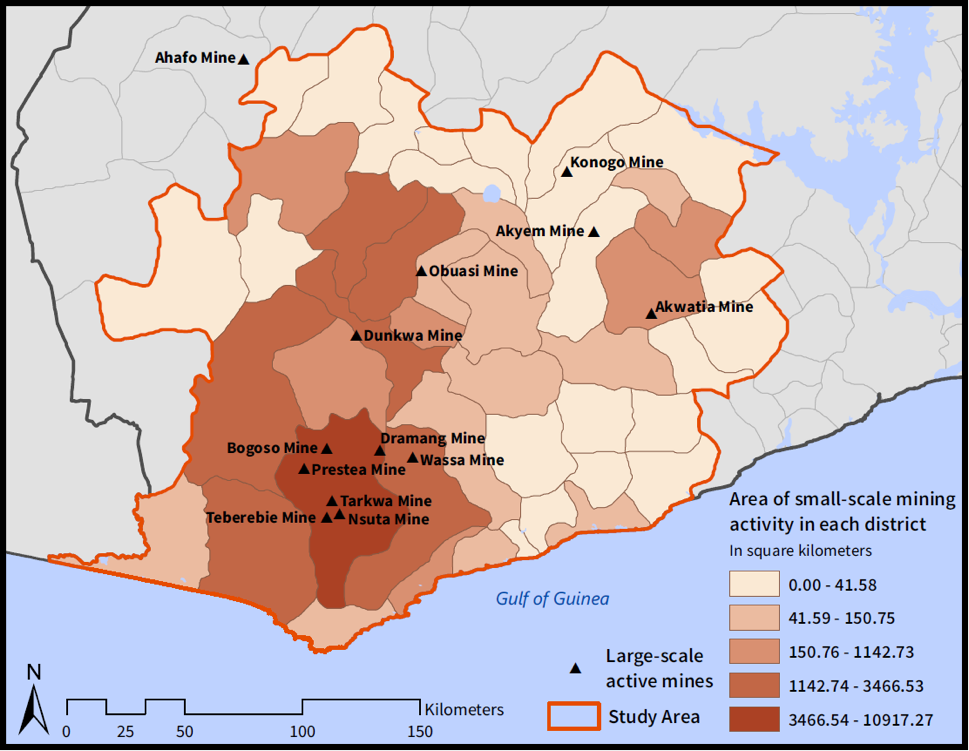 Ahafo Mine
Konogo Mine
Akyem Mine
Obuasi Mine
Akwatia Mine
Dunkwa Mine
Dramang Mine
Bogoso Mine
Wassa Mine
Prestea Mine
Tarkwa Mine
Teberebie Mine
Nsuta Mine
Gulf of Guinea
Area of small-scale mining
activity in each district
In square kilometers
0.00 - 41.58
41.59 - 150.75
150.76 - 1142.73
1142.74 - 3466.53
3466.54 - 10917.27
Large-scale
active mines
Study Area
N
Kilometers
0 25 50 100 150